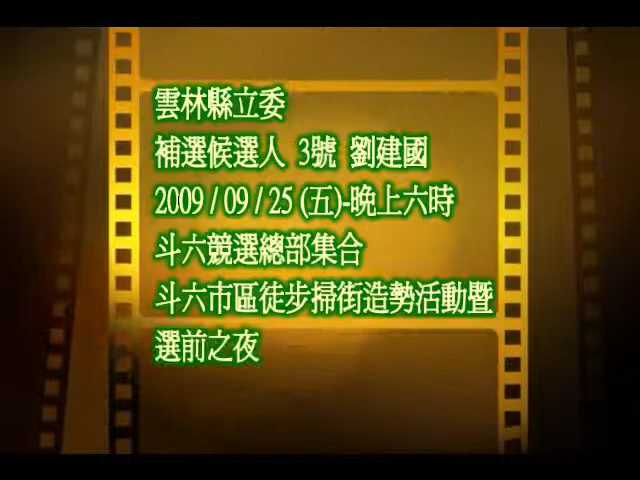 雲林縣立委
補選候選人 3號 劉建國
2009 / 09 / 25 (五)-晚上六時
斗六競選總部集合
斗六市區徒步掃街造勢活動暨
選前之夜